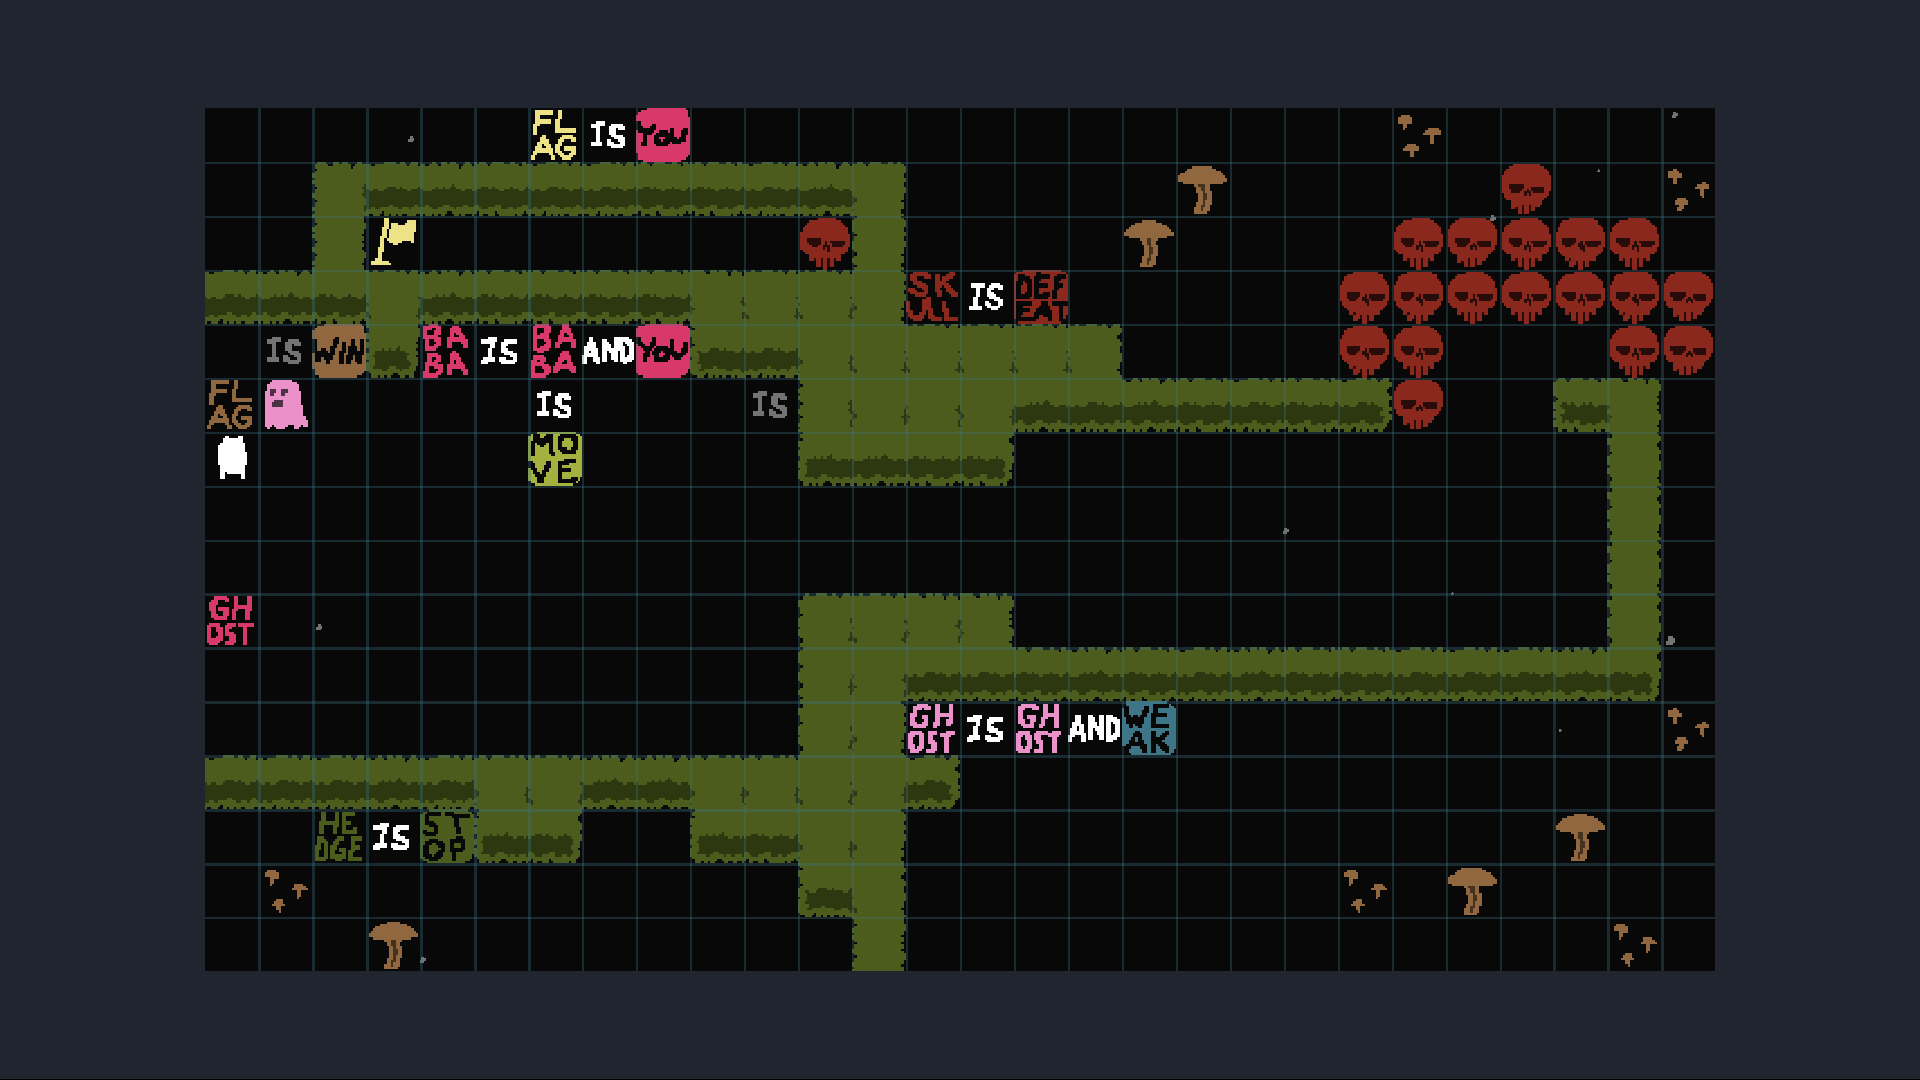 FLAG IS YOU
SKULL IS DEFEAT
IS WIN BABA IS BABA AND YOU
FLAG IS IS
MOVE
GHOST
GHOST IS GHOST AND WEAK
HEDGE IS STOP